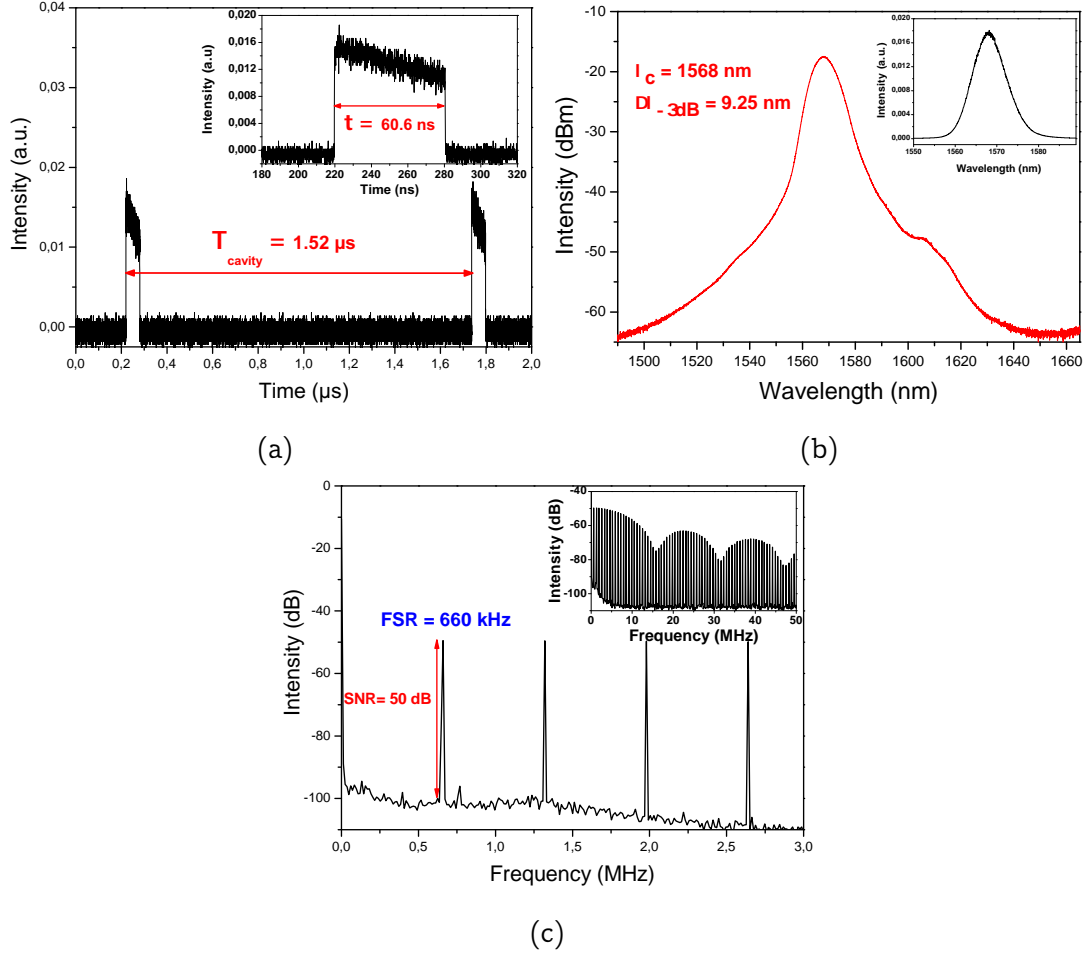 0,04
0,03
0,02
0,01
0,00
Intensity (a.u.)
0,0 0,2 0,4 0,6 0,8 1,0 1,2 1,4 1,6 1,8 2,0
Time (µs)
T cavity = 1.52 µs
0,020
0,016
0,012
0,008
0,004
0,000
Intensity (a.u)
t = 60.6 ns
180 200 220 240 260 280 300 320
Time (ns)
(a)
-10
-20
-30
-40
-50
-60
Intensity (dBm)
l c = 1568 nm
Dl - 3dB = 9.25 nm
1500 1520 1540 1560 1580 1600 1620 1640 1660
Wavelength (nm)
0,020
0,016
0,012
0,008
0,004
0,000
Intensity (a.u.)
1550 1560 1570 1580
Wavelength (nm)
(b)
0
-20
-40
-60
-80
-100
Intensity (dB)
FSR = 660 kHz
SNR= 50 dB
0,0 0,5 1,0 1,5 2,0 2,5 3,0
Frequency (MHz)
-40
-60
-80
-100
Intensity (dB)
0 10 20 30 40 50
Frequency (MHz)
(c)